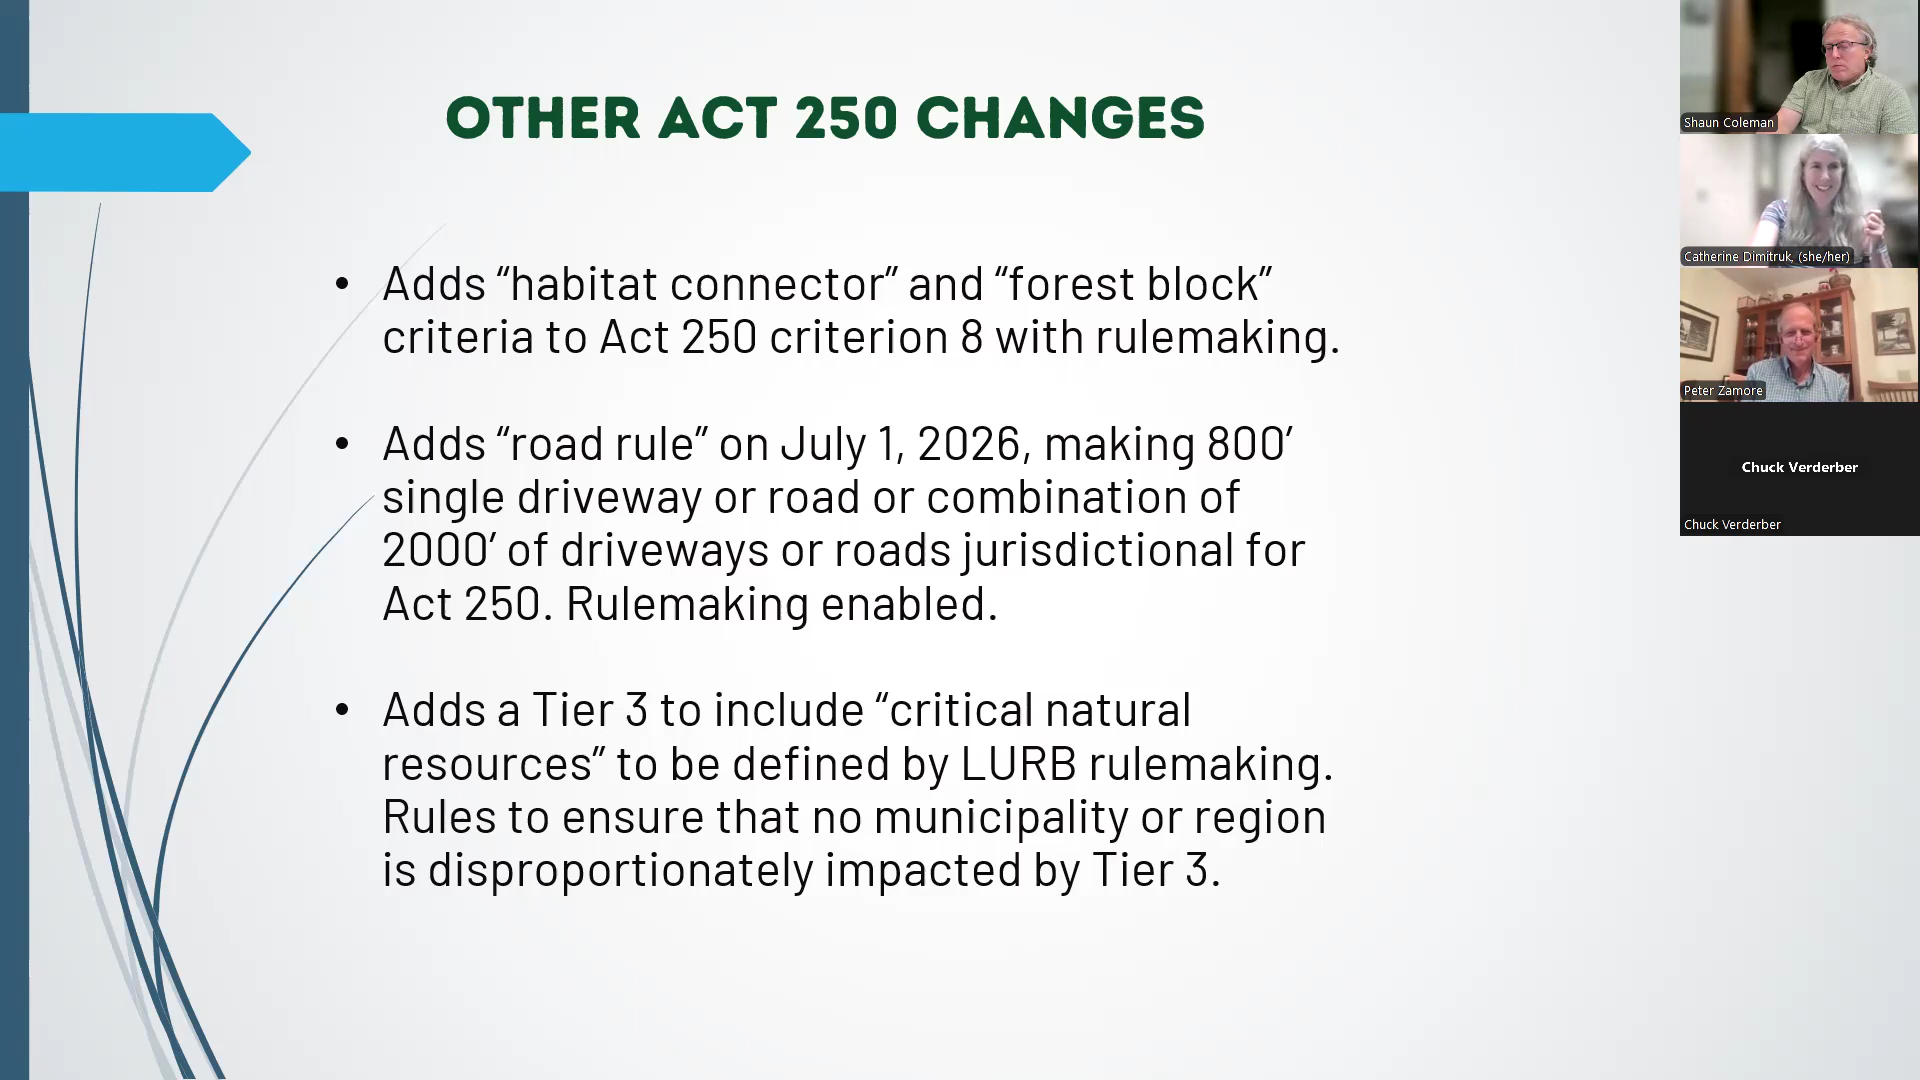 OTHER ACT 250 CHANGES
• Adds “habitat connector” and “forest block”
criteria to Act 250 criterion 8 with rulemaking.
• Adds “road rule” on July 1, 2026, making 800’
single driveway or road or combination of
2000’ of driveways or roads jurisdictional for
Act 250. Rulemaking enabled.
• Adds a Tier 3 to include “critical natural
resources” to be defined by LURB rulemaking.
Rules to ensure that no municipality or region
is disproportionately impacted by Tier 3.
Shaun Coleman
Catherine Dimitruk, (she/her)
Peter Zamore
Chuck Verderber
Chuck Verderber